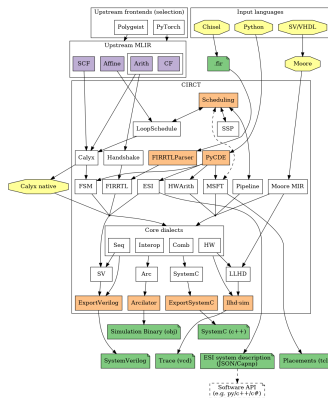 Upstream frontends (selection)
Polygeist
PyTorch
Input languages
Chisel
Python
SV/VHDL
Upstream MLIR
SCF
Affine
Arith
CF
.fir
Moore
CIRCT
Scheduling
LoopSchedule
SSP
Calyx
Handshake
FIRRTLParser
PyCDE
Calyx native
FSM
FIRRTL
ESI
HWArith
MSFT
Pipeline
Moore MIR
Core dialects
Seq
Interop
Comb
HW
SV
Arc
SystemC
LLHD
ExportVerilog
Arcilator
ExportSystemC
llhd-sim
Simulation Binary (obj)
SystemC (c++)
SystemVerilog
Trace (vcd)
ESI system description
(JSON/Capnp)
Placements (tcl
Software API
(e.g. py/c++/c#)